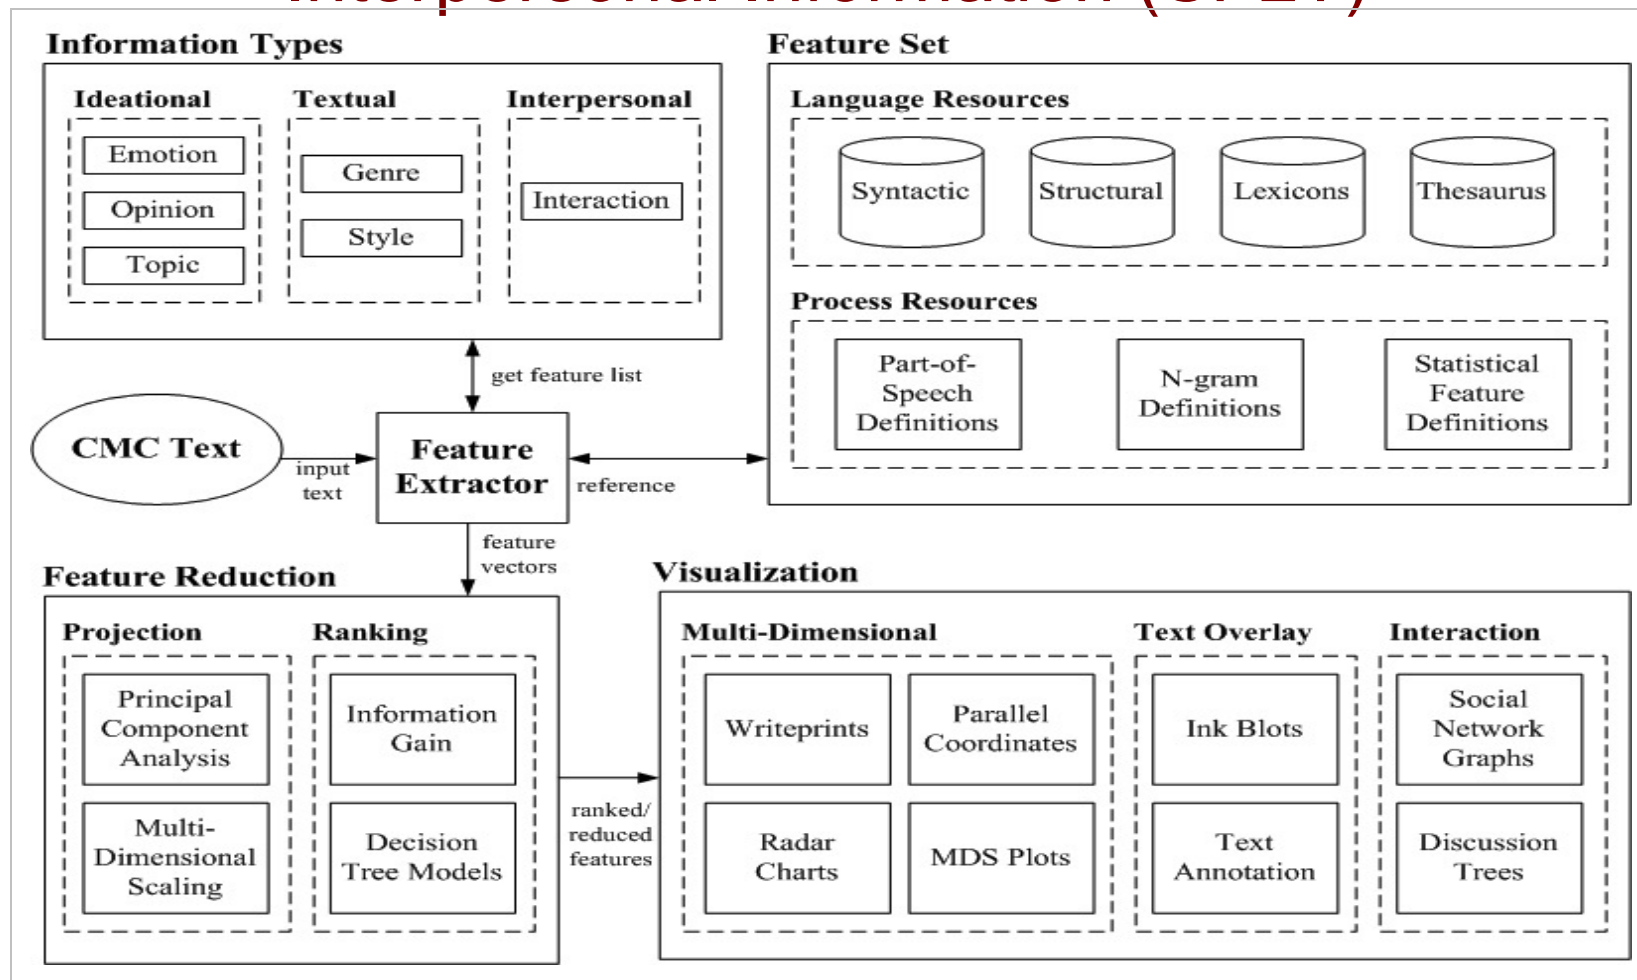 Information Types
Ideational
Emotion
Opinion
Topic
Textual
Genre
Style
Interpersonal
Interaction
Feature Set
Language Resources
Syntactic
Structural
Lexicons
Thesaurus
Process Resources
Part-of-
Speech
Definitions
N-gram
Definitions
Statistical
Feature
Definitions
get feature list
CMC Text
input
text
Feature
Extractor
reference
feature
vectors
Feature Reduction
Projection
Principal
Component
Analysis
Multi-
Dimensional
Scaling
Ranking
Information
Gain
Decision
Tree Models
ranked/
reduced
features
Visualization
Multi-Dimensional
Writeprints
Parallel
Coordinates
Radar
Charts
MDS Plots
Text Overlay
Ink Blots
Text
Annotation
Interaction
Social
Network
Graphs
Discussion
Trees